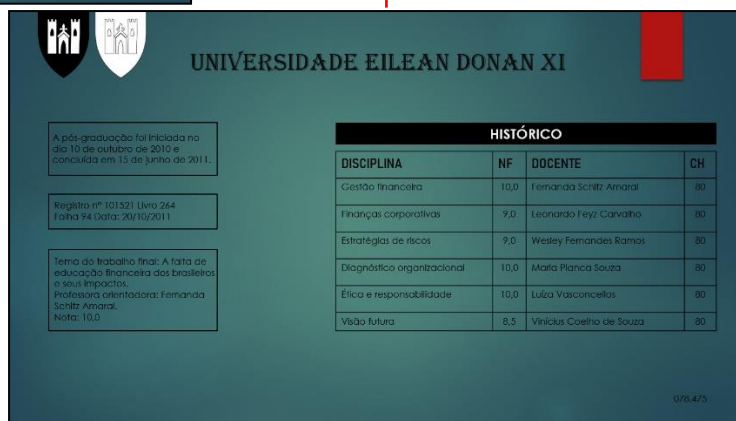 UNIVERSIDADE EILEAN DONAN XI
A pós-graduação foi iniciada no
dia 10 de outubro de 2010 e
concluída em 15 de junho de 2011.
Registro nº 101521 Livro 264
Folha 94 Data: 20/10/2011
Tema do trabalho final: A falta de
educação financeira dos brasileiros
e seus impactos.
Professora orientadora: Fernanda
Schitz Amaral.
Nota: 10,0
HISTÓRICO
DISCIPLINA NF DOCENTE CH
Gestão financeira 10,0 Fernanda Schitz Amaral 80
Finanças corporativas 9,0 Leonardo Feyz Carvalho 80
Estratégias de riscos 9,0 Wesley Fernandes Ramos 80
Diagnóstico organizacional 10,0 Maria Pianca Souza 80
Ética e responsabilidade 10,0 Luíza Vasconcellos 80
Visão futura 8,5 Vinícius Coelho de Souza 80